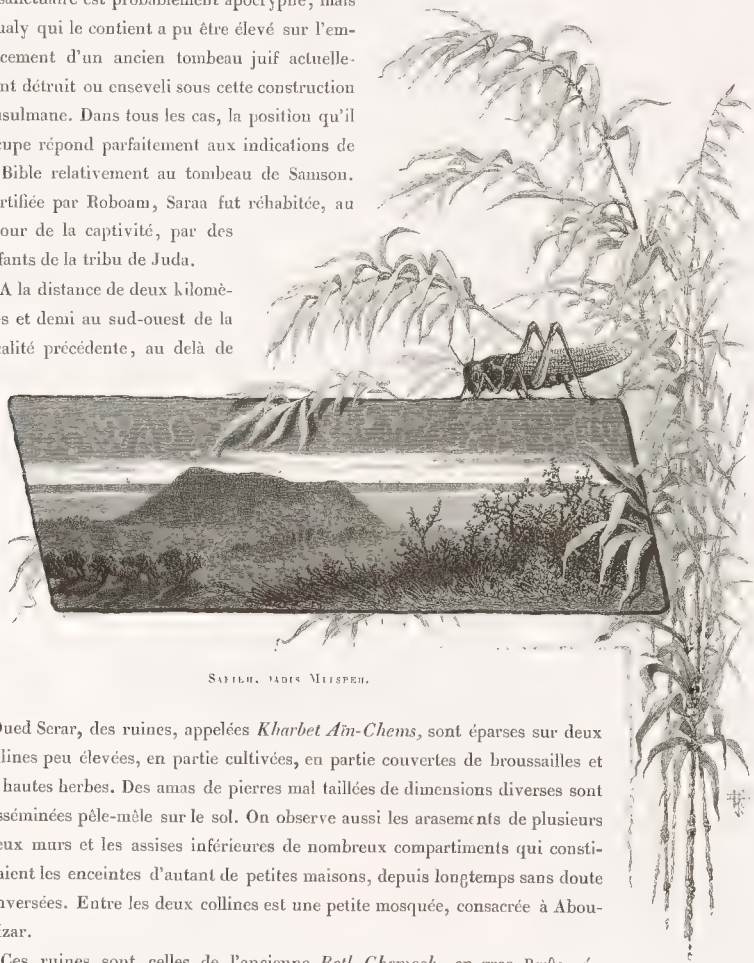 sanctuaire est probablement apocryphe, mais
ualy qui le contient a pu être élevé sur l'em-
cement d'un ancien tombeau juif actuelle-
nt détruit ou enseveli sous cette construction
sulmane. Dans tous les cas, la position qu'il
cupe répond parfaitement aux indications de
Bible relativement au tombeau de Samson.
rtifiée par Roboam, Saraa fut réhabitée, au
our de la captivité, par des
fants de la tribu de Juda.
A la distance de deux kilomè-
s et demi au sud-ouest de la
alité précédente, au delà de
SAFIEH, JADIS MITSPEH.
Oued Serar, des ruines, appelées Kharbet Aïn-Chems, sont éparses sur deux
lines peu élevées, en partie cultivées, en partie couvertes de broussailles et
hautes herbes. Des amas de pierres mal taillées de dimensions diverses sont
sséminées pêle-mêle sur le sol. On observe aussi les arasements de plusieurs
eux murs et les assises inférieures de nombreux compartiments qui consti-
aient les enceintes d'autant de petites maisons, depuis longtemps sans doute
nversées. Entre les deux collines est une petite mosquée, consacrée à Abou-
izar.
Ces ruines sont celles de l'ancienne Beth Chemech, en grec